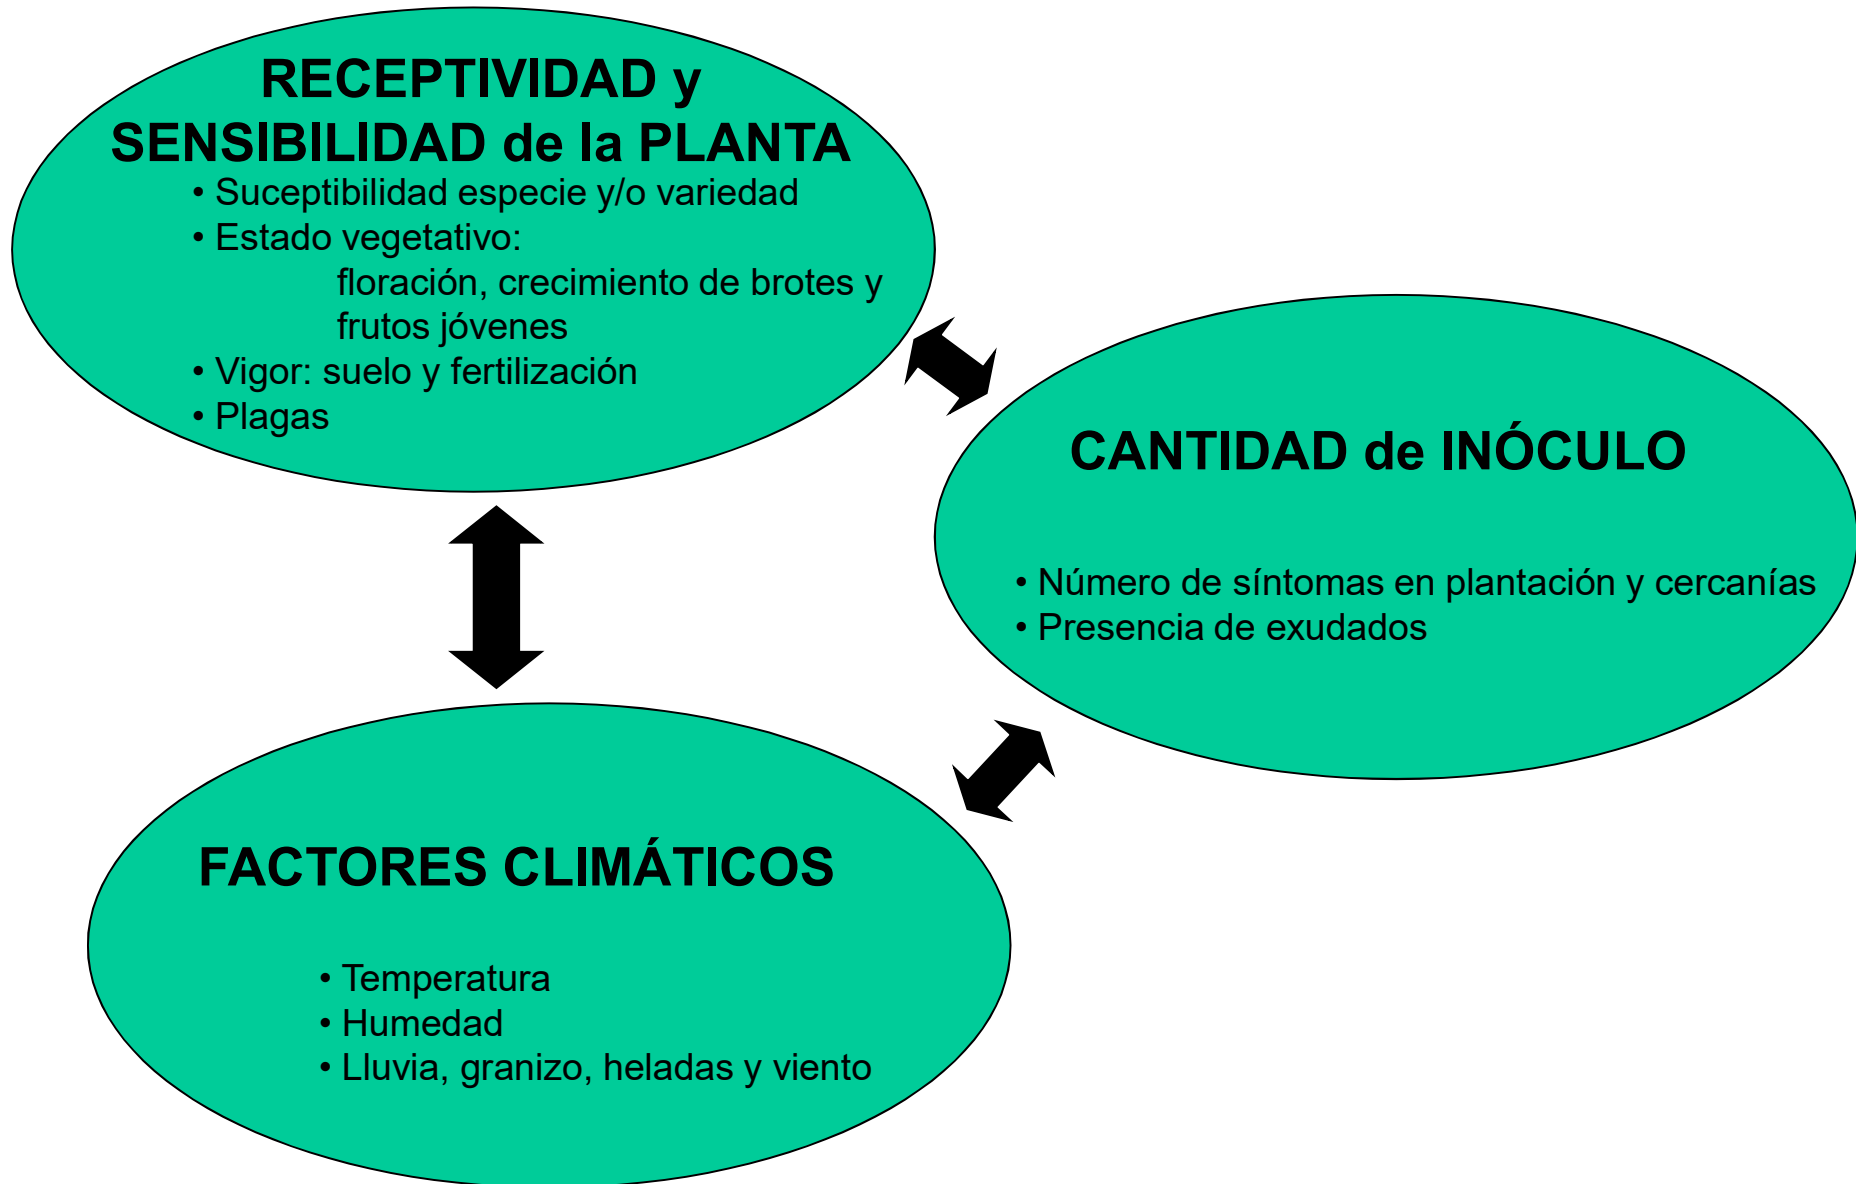 RECEPTIVIDAD y
SENSIBILIDAD de la PLANTA
• Suceptibilidad especie y/o variedad
• Estado vegetativo:
floración, crecimiento de brotes y
frutos jóvenes
• Vigor: suelo y fertilización
• Plagas
CANTIDAD de INÓCULO
• Número de síntomas en plantación y cercanías
• Presencia de exudados
FACTORES CLIMÁTICOS
• Temperatura
• Humedad
• Lluvia, granizo, heladas y viento